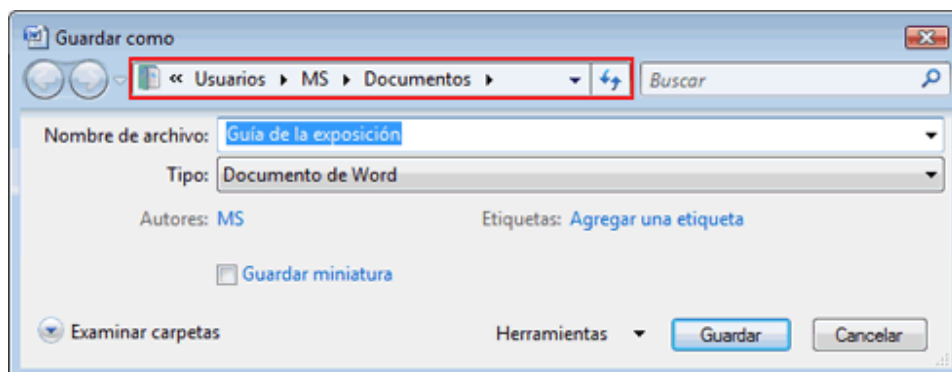 Guardar como
« Usuarios ▸ MS ▸ Documentos ▸ Buscar
Nombre de archivo: Guía de la exposición
Tipo: Documento de Word
Autores: MS Etiquetas: Agregar una etiqueta
Guardar miniatura
Examinar carpetas Herramientas Guardar Cancelar